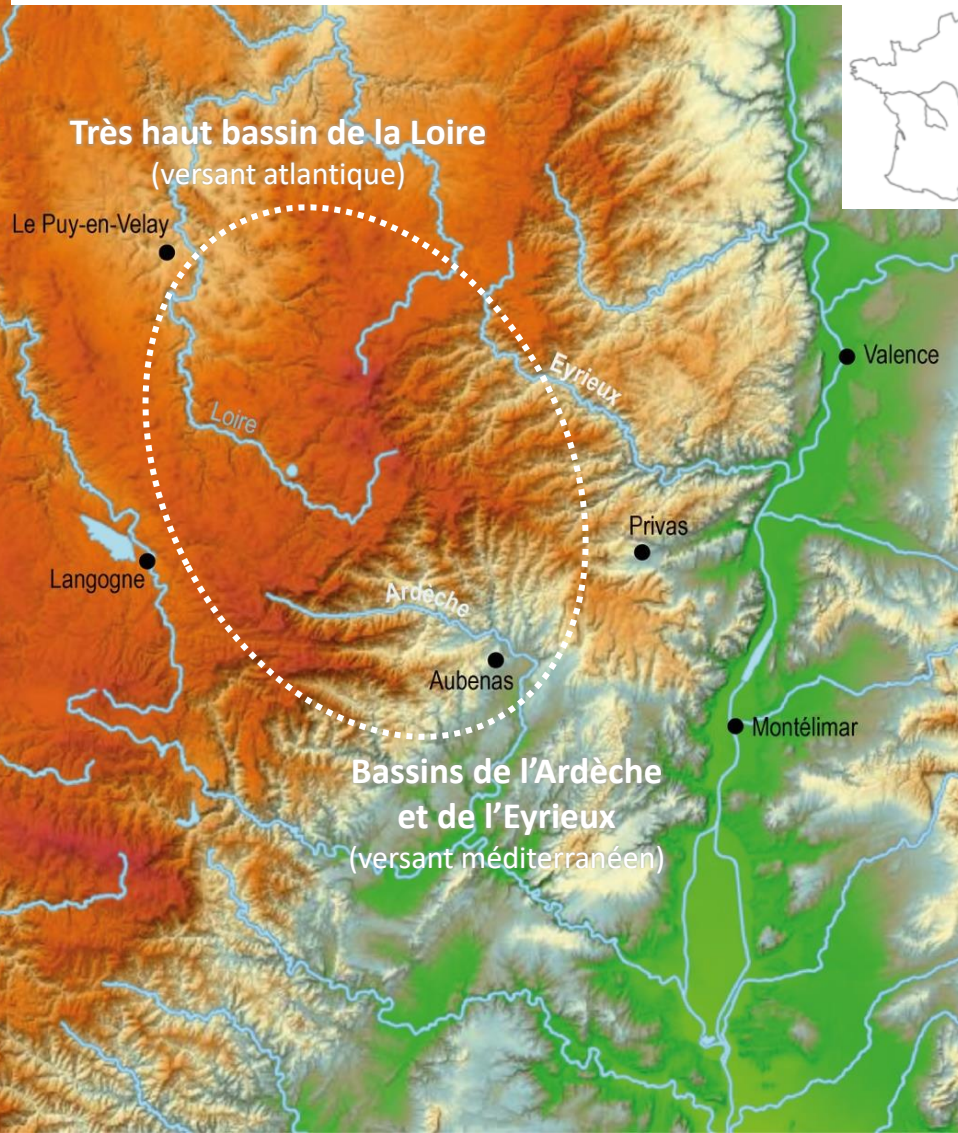 Très haut bassin de la Loire
(versant atlantique)
Le Puy-en-Velay
Valence
Eyrieux
Loire
Privas
Langogne
Ardèche
Aubenas
Montélimar
Bassins de l'Ardèche
et de l'Eyrieux
(versant méditerranéen)